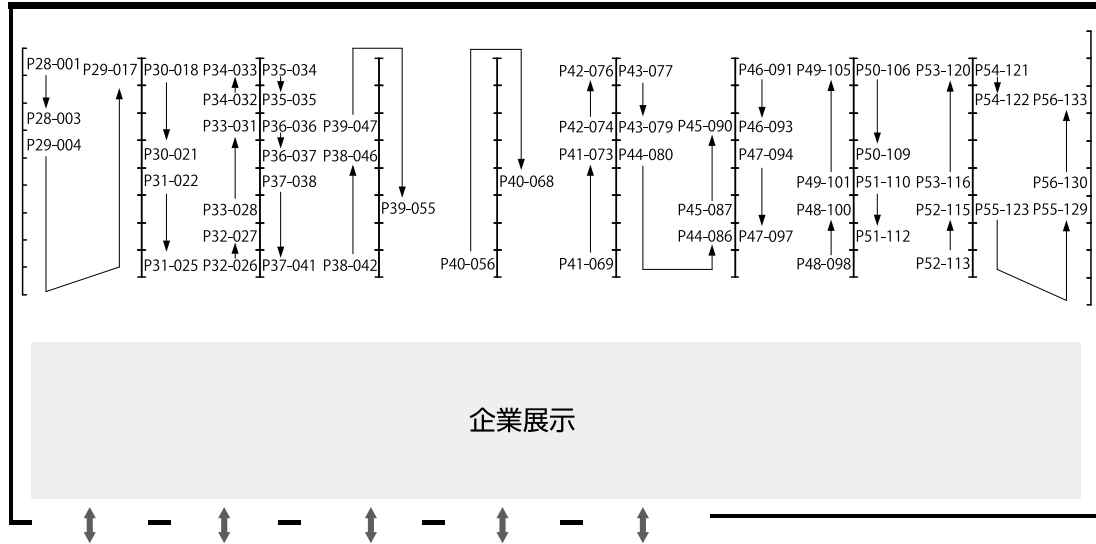 P28-001
P28-003
P29-004
P29-017
P30-018
P30-021
P31-022
P31-025
P32-026
P32-027
P33-028
P33-031
P34-032
P34-033
P35-034
P35-035
P36-036
P36-037
P37-038
P37-041
P38-042
P38-046
P39-047
P39-055
P40-056
P40-068
P41-069
P41-073
P42-074
P42-076
P43-077
P43-079
P44-080
P44-086
P45-087
P45-090
P46-091
P46-093
P47-094
P47-097
P48-098
P48-100
P49-101
P49-105
P50-106
P50-109
P51-110
P51-112
P52-113
P52-115
P53-116
P53-120
P54-121
P54-122
P55-123
P55-129
P56-130
P56-133
企業展示